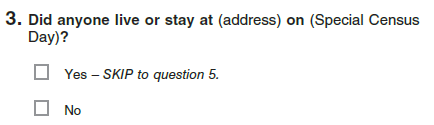 3. Did anyone live or stay at (address) on (Special Census
Day)?
Yes – SKIP to question 5.
No